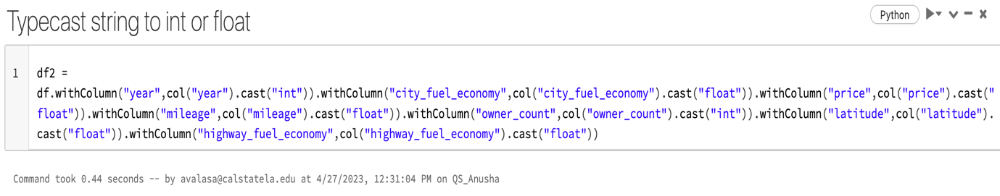 Typecast string to int or float
Python
1
df2 =
df.withColumn("year",col("year").cast("int")).withColumn("city_fuel_economy",col("city_fuel_economy").cast("float")).withColumn("price",col("price").cast("
float")).withColumn("mileage",col("mileage").cast("float")).withColumn("owner_count",col("owner_count").cast("int")).withColumn("latitude",col("latitude").
cast("float")).withColumn("highway_fuel_economy",col("highway_fuel_economy").cast("float"))
Command took 0.44 seconds -- by avalasa@calstatela.edu at 4/27/2023, 12:31:04 PM on QS_Anusha